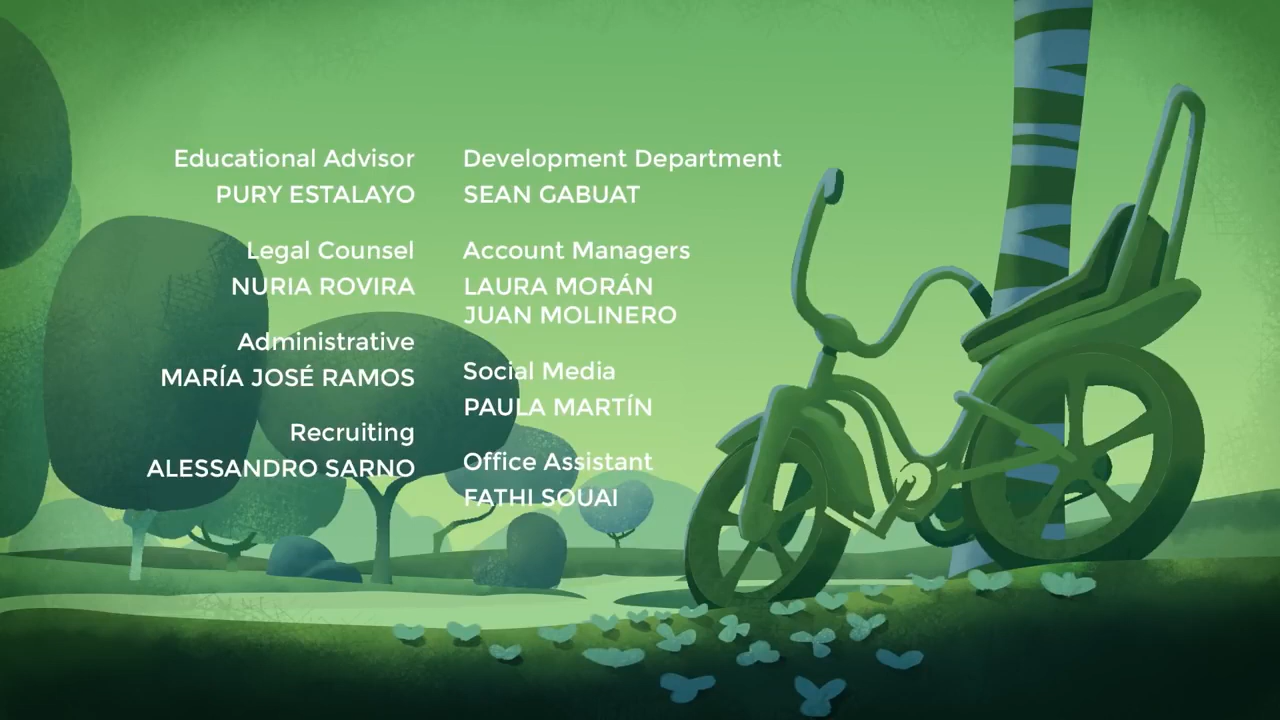 Educational Advisor
PURY ESTALAYO
Legal Counsel
NURIA ROVIRA
Administrative
MARÍA JOSÉ RAMOS
Recruiting
ALESSANDRO SARNO
Development Department
SEAN GABUAT
Account Managers
LAURA MORÁN
JUAN MOLINERO
Social Media
PAULA MARTÍN
Office Assistant
FATHI SOUAI